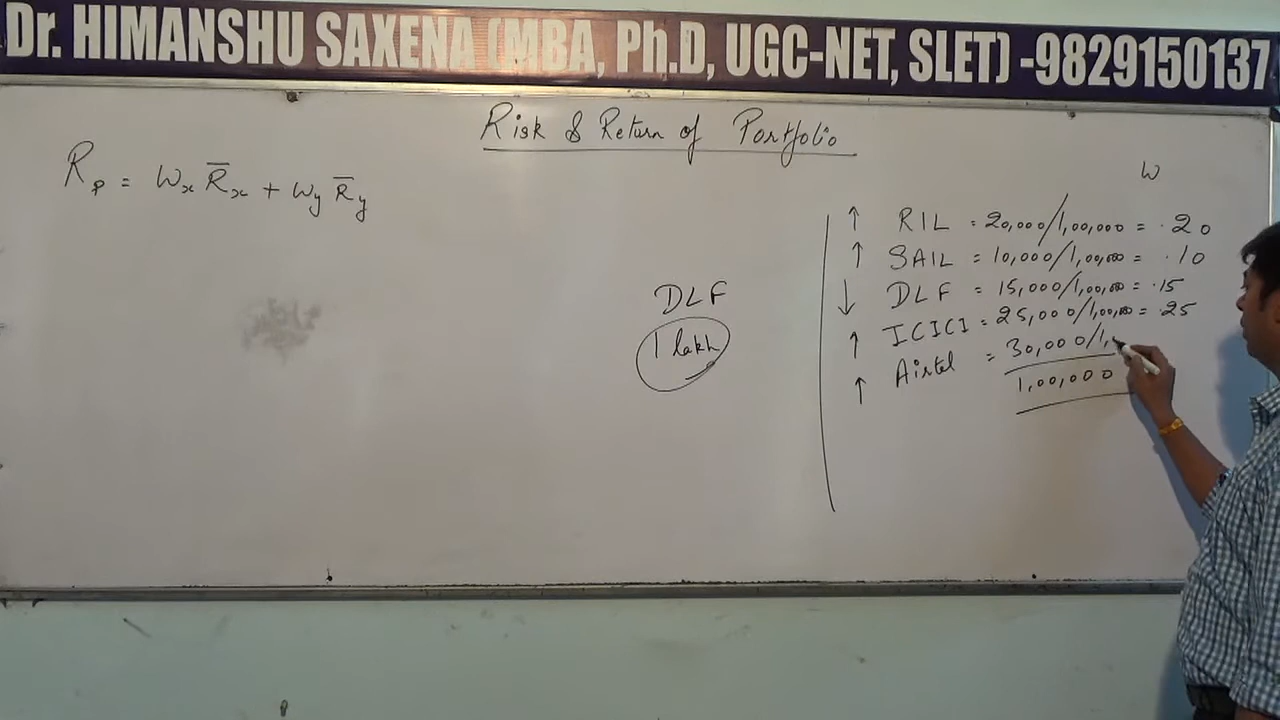 Dr. HIMANSHU SAXENA (MBA, Ph.D, UGC-NET, SLET) -9829150137
Risk & Return of Portfolio
Rp = Wx R̅x + Wy R̅y
W
↑ RIL = 20,000/1,00,000 = .20
↑ SAIL = 10,000/1,00,000 = .10
↓ DLF = 15,000/1,00,000 = .15
↑ ICICI = 25,000/1,00,000 = .25
↑ Airtel = 30,000/1,
1,00,000
DLF
1 lakh